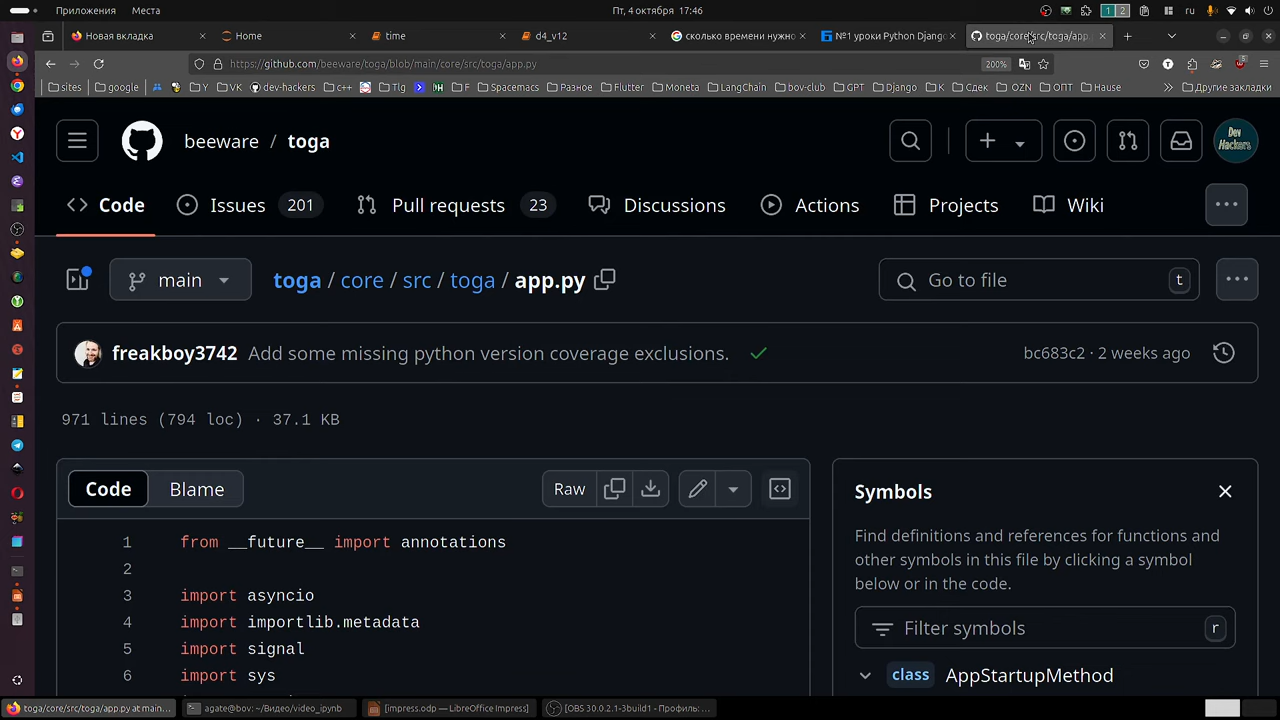 Приложения Места Пт, 4 октября 17:46 1 2 ru
Новая вкладка Home time d4_v12 сколько времени нужно №1 уроки Python Django toga/core/src/toga/app.
https://github.com/beeware/toga/blob/main/core/src/toga/app.py 200%
sites google Y VK dev-hackers c++ Tlg F Spacemacs Разное Flutter Moneta LangChain bov-club GPT Django K Сдек OZN ОПТ Hause Другие закладки
beeware / toga Dev Hackers
Code Issues 201 Pull requests 23 Discussions Actions Projects Wiki
main toga / core / src / toga / app.py Go to file t
freakboy3742 Add some missing python version coverage exclusions. bc683c2 · 2 weeks ago
971 lines (794 loc) · 37.1 KB
Code Blame Raw
1 from __future__ import annotations
2
3 import asyncio
4 import importlib.metadata
5 import signal
6 import sys
Symbols
Find definitions and references for functions and
other symbols in this file by clicking a symbol
below or in the code.
Filter symbols r
class AppStartupMethod
toga/core/src/toga/app.py at main... agate@bov: ~/Видео/video_ipynb [impress.odp — LibreOffice Impress] [OBS 30.0.2.1-3build1 - Профиль: ...